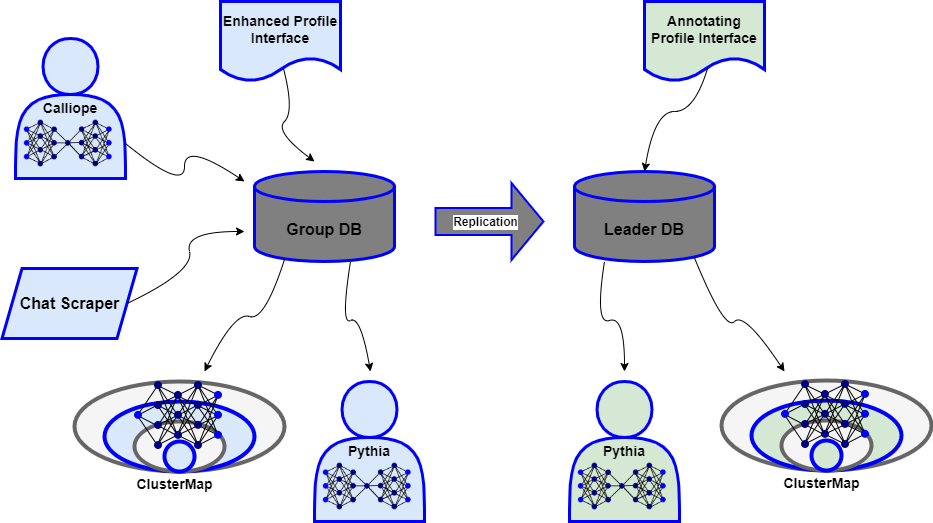 Enhanced Profile
Interface
Annotating
Profile Interface
Calliope
Group DB
Replication
Leader DB
Chat Scraper
Pythia
Pythia
ClusterMap
ClusterMap